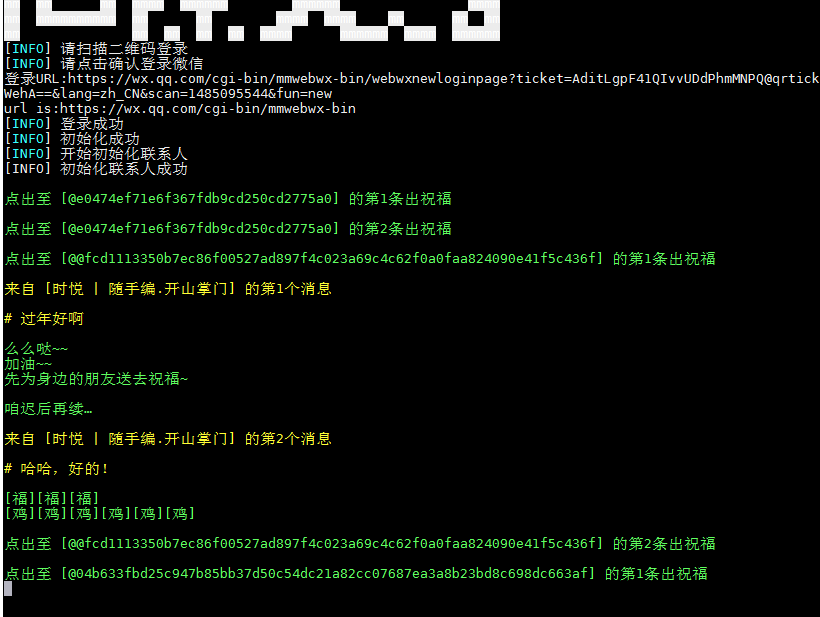 [INFO] 请扫描二维码登录
[INFO] 请点击确认登录微信
登录URL:https://wx.qq.com/cgi-bin/mmwebwx-bin/webwxnewloginpage?ticket=AditLgpF41QIvvUDdPhmMNPQ@qrtick
WehA==&lang=zh_CN&scan=1485095544&fun=new
url is:https://wx.qq.com/cgi-bin/mmwebwx-bin
[INFO] 登录成功
[INFO] 初始化成功
[INFO] 开始初始化联系人
[INFO] 初始化联系人成功
点出至 [@e0474ef71e6f367fdb9cd250cd2775a0] 的第1条出祝福
点出至 [@e0474ef71e6f367fdb9cd250cd2775a0] 的第2条出祝福
点出至 [@@fcd1113350b7ec86f00527ad897f4c023a69c4c62f0a0faa824090e41f5c436f] 的第1条出祝福
来自 [时悦 | 随手编.开山掌门] 的第1个消息
# 过年好啊
么么哒~~
加油~~
先为身边的朋友送去祝福~
咱迟后再续…
来自 [时悦 | 随手编.开山掌门] 的第2个消息
# 哈哈，好的！
[福][福][福]
[鸡][鸡][鸡][鸡][鸡][鸡]
点出至 [@@fcd1113350b7ec86f00527ad897f4c023a69c4c62f0a0faa824090e41f5c436f] 的第2条出祝福
点出至 [@04b633fbd25c947b85bb37d50c54dc21a82cc07687ea3a8b23bd8c698dc663af] 的第1条出祝福